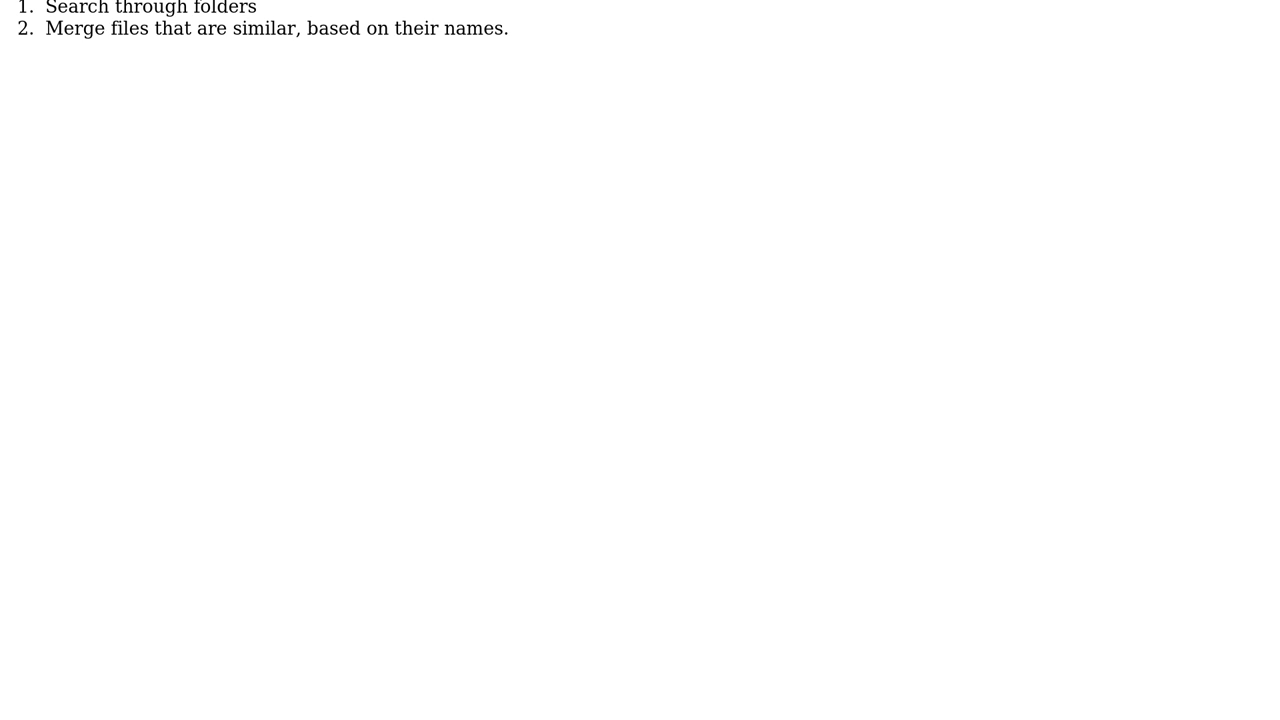 1. Search through folders
2. Merge files that are similar, based on their names.